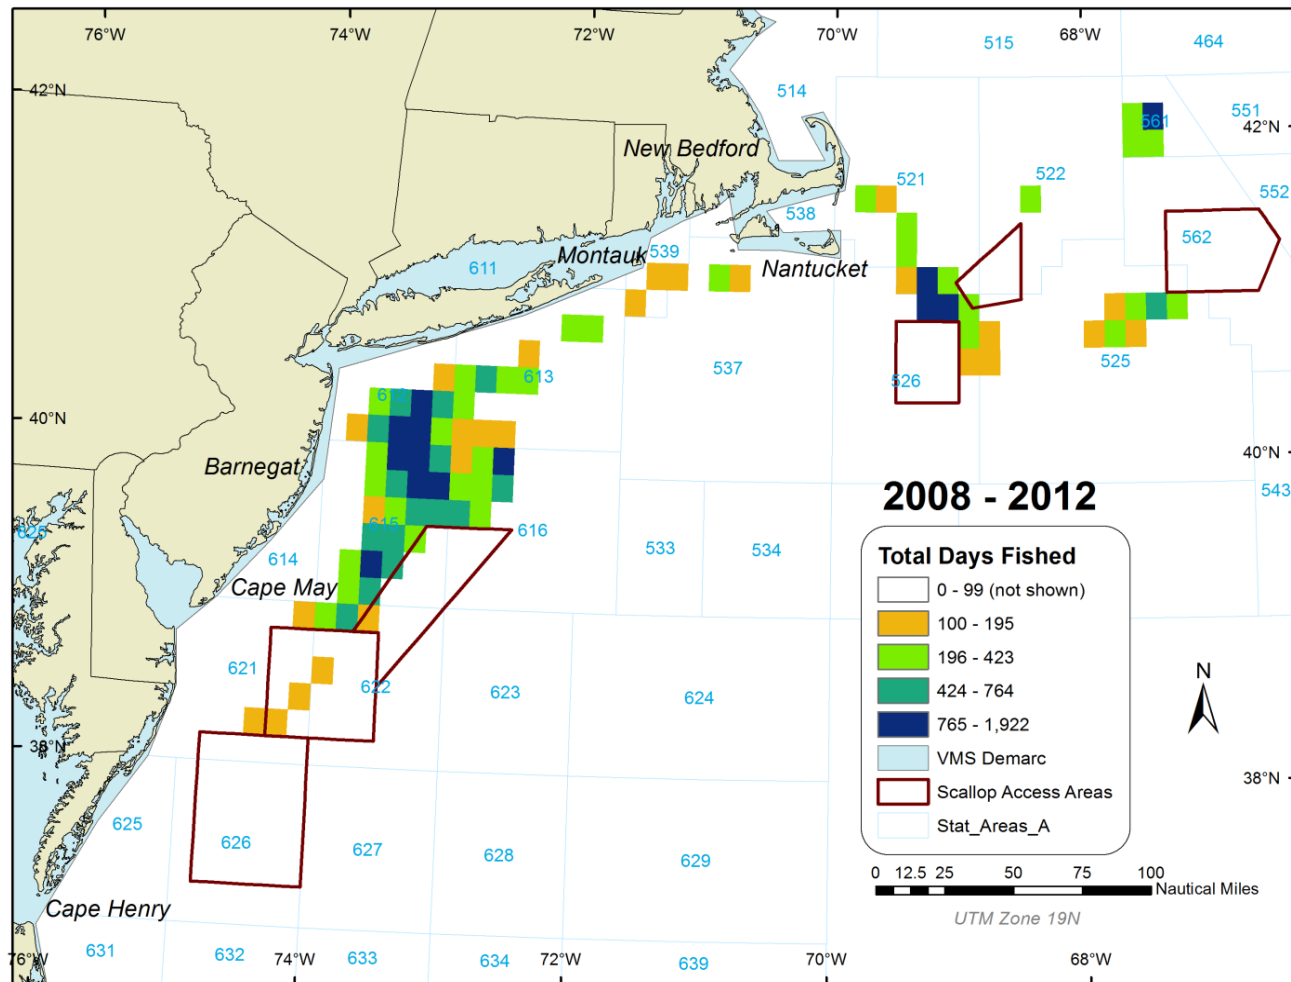 76°W
74°W
72°W
70°W
68°W
515
464
42°N
514
551
561
42°N
New Bedford
521
522
552
538
562
539
Montauk
611
Nantucket
537
613
525
526
612
40°N
40°N
Barnegat
2008 - 2012
543
615
616
625
533
534
614
Total Days Fished
0 - 99 (not shown)
100 - 195
196 - 423
424 - 764
765 - 1,922
VMS Demarc
Scallop Access Areas
Stat_Areas_A
Cape May
621
622
623
624
N
38°N
38°N
625
626
627
628
629
0 12.5 25 50 75 100
Nautical Miles
UTM Zone 19N
Cape Henry
631
632
633
634
639
76°W
74°W
72°W
70°W
68°W